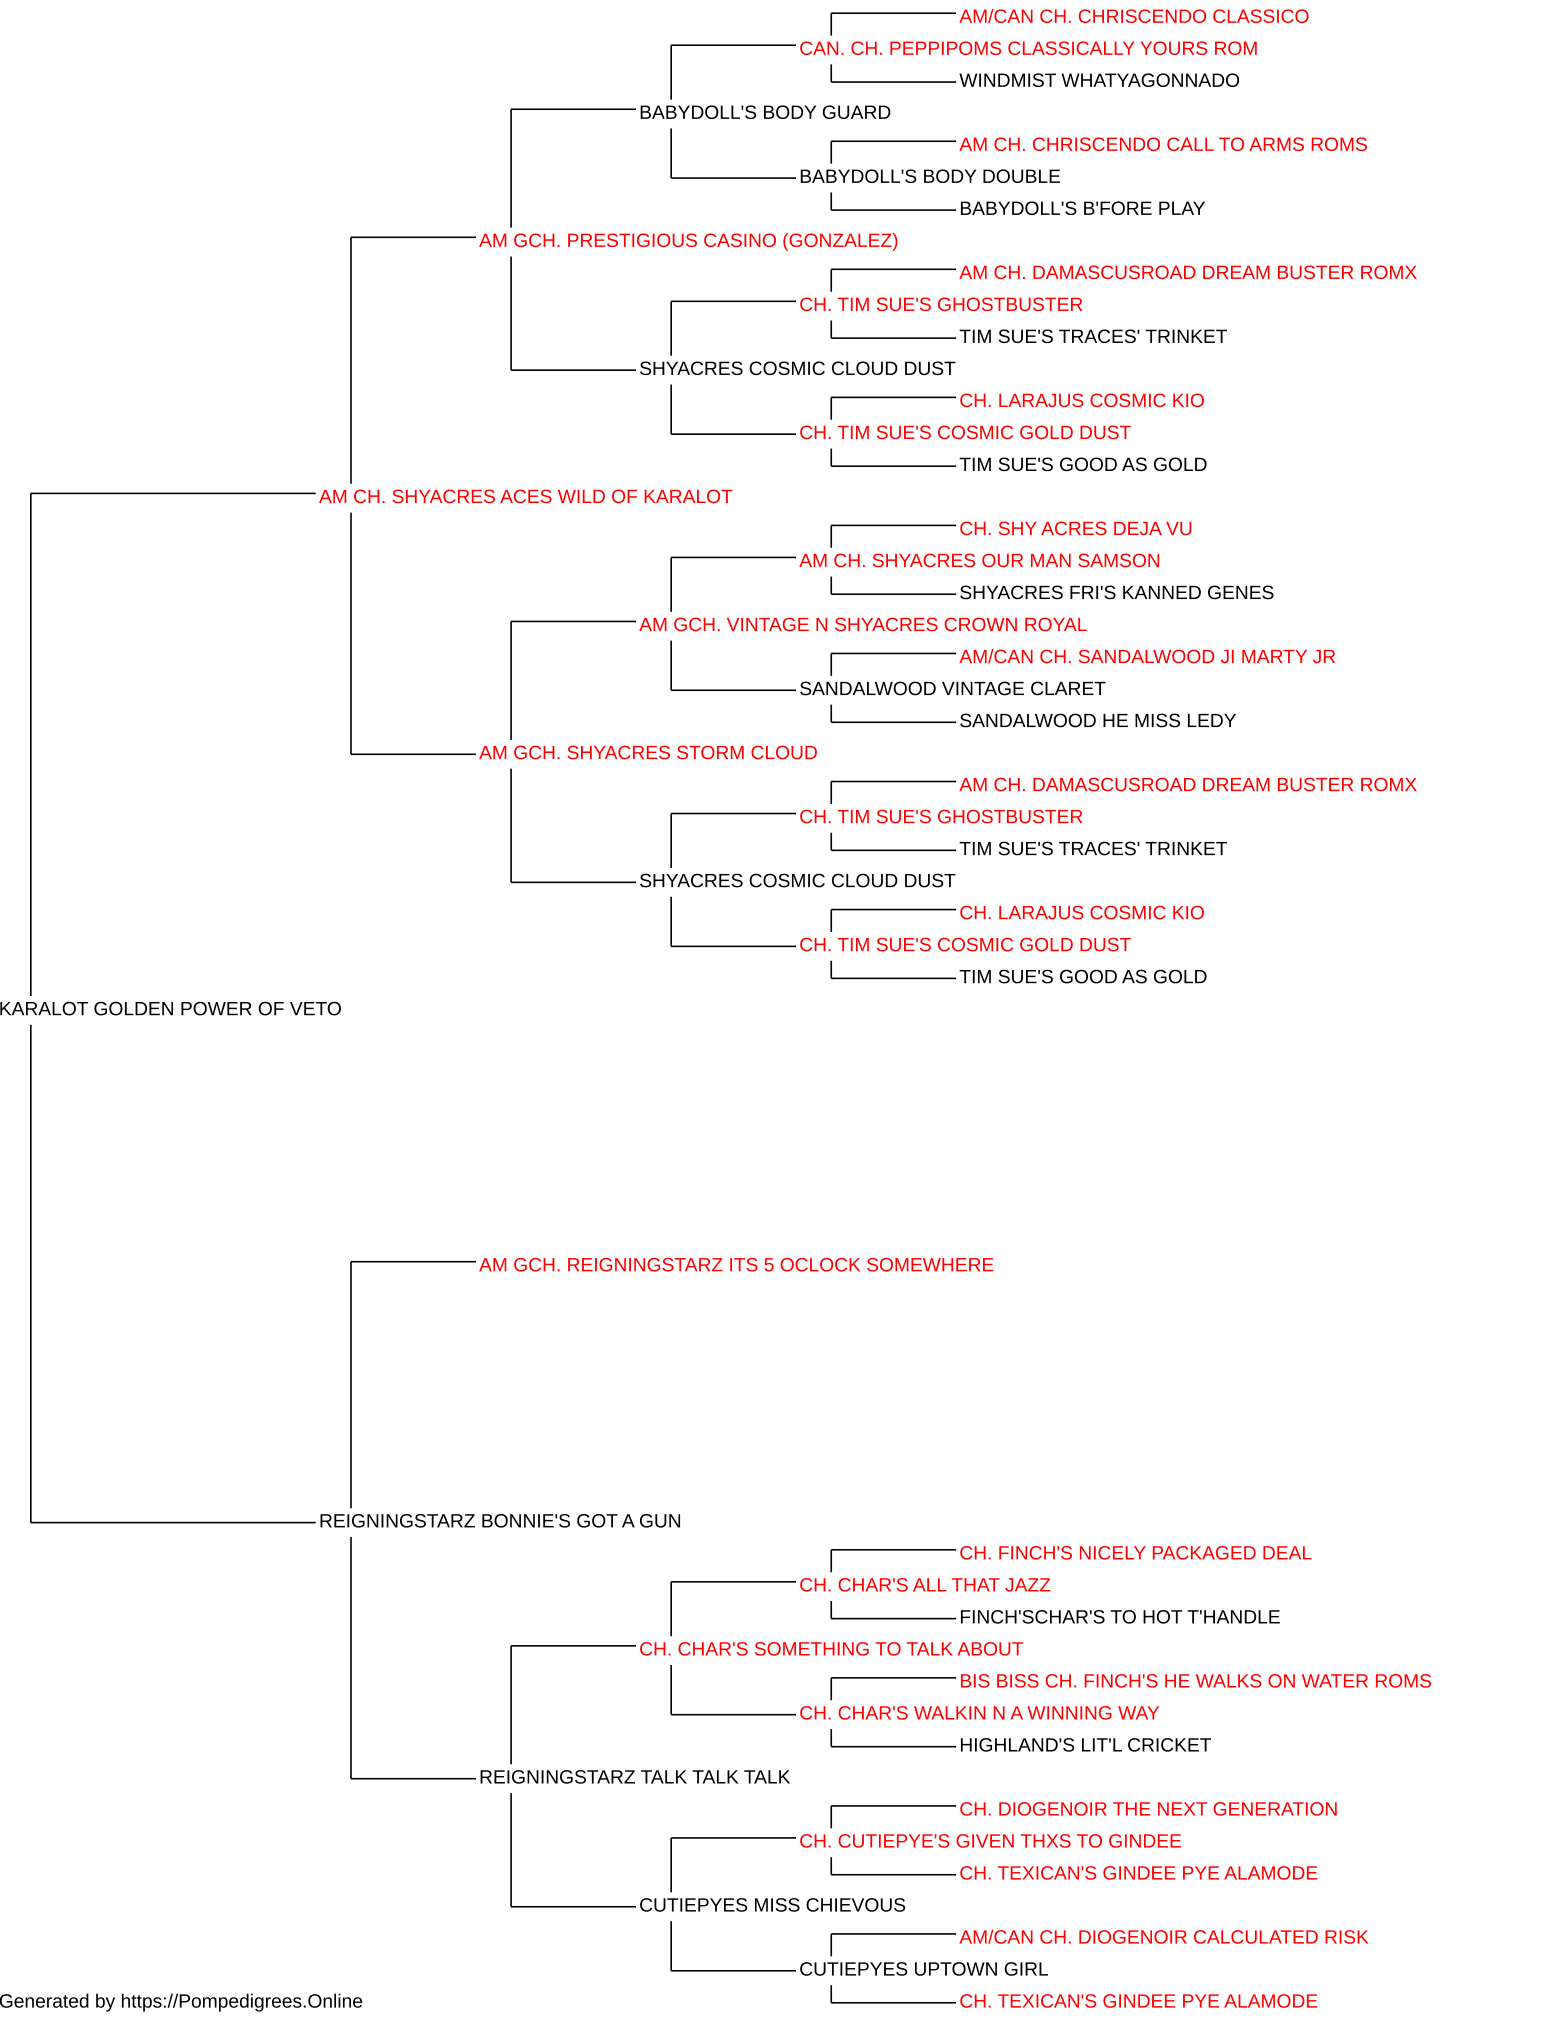 AM/CAN CH. CHRISCENDO CLASSICO
CAN. CH. PEPPIPOMS CLASSICALLY YOURS ROM
WINDMIST WHATYAGONNADO
BABYDOLL'S BODY GUARD
AM CH. CHRISCENDO CALL TO ARMS ROMS
BABYDOLL'S BODY DOUBLE
BABYDOLL'S B'FORE PLAY
AM GCH. PRESTIGIOUS CASINO (GONZALEZ)
AM CH. DAMASCUSROAD DREAM BUSTER ROMX
CH. TIM SUE'S GHOSTBUSTER
TIM SUE'S TRACES' TRINKET
SHYACRES COSMIC CLOUD DUST
CH. LARAJUS COSMIC KIO
CH. TIM SUE'S COSMIC GOLD DUST
TIM SUE'S GOOD AS GOLD
AM CH. SHYACRES ACES WILD OF KARALOT
CH. SHY ACRES DEJA VU
AM CH. SHYACRES OUR MAN SAMSON
SHYACRES FRI'S KANNED GENES
AM GCH. VINTAGE N SHYACRES CROWN ROYAL
AM/CAN CH. SANDALWOOD JI MARTY JR
SANDALWOOD VINTAGE CLARET
SANDALWOOD HE MISS LEDY
AM GCH. SHYACRES STORM CLOUD
AM CH. DAMASCUSROAD DREAM BUSTER ROMX
CH. TIM SUE'S GHOSTBUSTER
TIM SUE'S TRACES' TRINKET
SHYACRES COSMIC CLOUD DUST
CH. LARAJUS COSMIC KIO
CH. TIM SUE'S COSMIC GOLD DUST
TIM SUE'S GOOD AS GOLD
KARALOT GOLDEN POWER OF VETO
AM GCH. REIGNINGSTARZ ITS 5 OCLOCK SOMEWHERE
REIGNINGSTARZ BONNIE'S GOT A GUN
CH. FINCH'S NICELY PACKAGED DEAL
CH. CHAR'S ALL THAT JAZZ
FINCH'SCHAR'S TO HOT T'HANDLE
CH. CHAR'S SOMETHING TO TALK ABOUT
BIS BISS CH. FINCH'S HE WALKS ON WATER ROMS
CH. CHAR'S WALKIN N A WINNING WAY
HIGHLAND'S LIT'L CRICKET
REIGNINGSTARZ TALK TALK TALK
CH. DIOGENOIR THE NEXT GENERATION
CH. CUTIEPYE'S GIVEN THXS TO GINDEE
CH. TEXICAN'S GINDEE PYE ALAMODE
CUTIEPYES MISS CHIEVOUS
AM/CAN CH. DIOGENOIR CALCULATED RISK
CUTIEPYES UPTOWN GIRL
CH. TEXICAN'S GINDEE PYE ALAMODE
Generated by https://Pompedigrees.Online